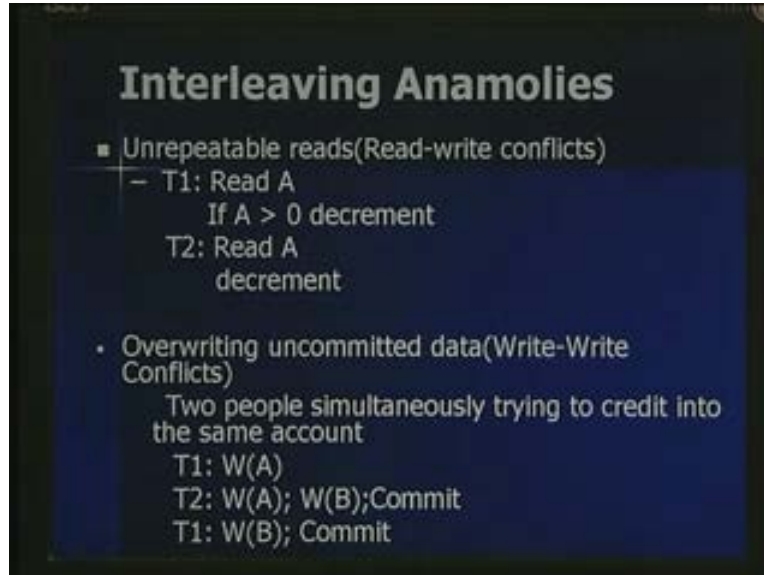 Interleaving Anamolies
Unrepeatable reads(Read-write conflicts)
– T1: Read A
If A > 0 decrement
T2: Read A
decrement
Overwriting uncommitted data(Write-Write
Conflicts)
Two people simultaneously trying to credit into
the same account
T1: W(A)
T2: W(A); W(B);Commit
T1: W(B); Commit